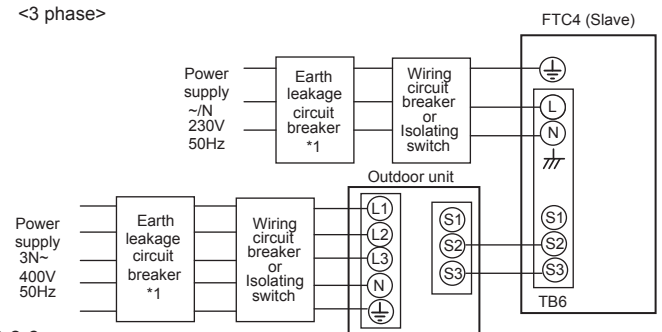 <3 phase>
FTC4 (Slave)
Power
supply
~/N
230V
50Hz
Earth
leakage
circuit
breaker
*1
Wiring
circuit
breaker
or
Isolating
switch
L
N
S1
S2
S3
TB6
Outdoor unit
Power
supply
3N~
400V
50Hz
Earth
leakage
circuit
breaker
*1
Wiring
circuit
breaker
or
Isolating
switch
L1
L2
L3
N
S1
S2
S3